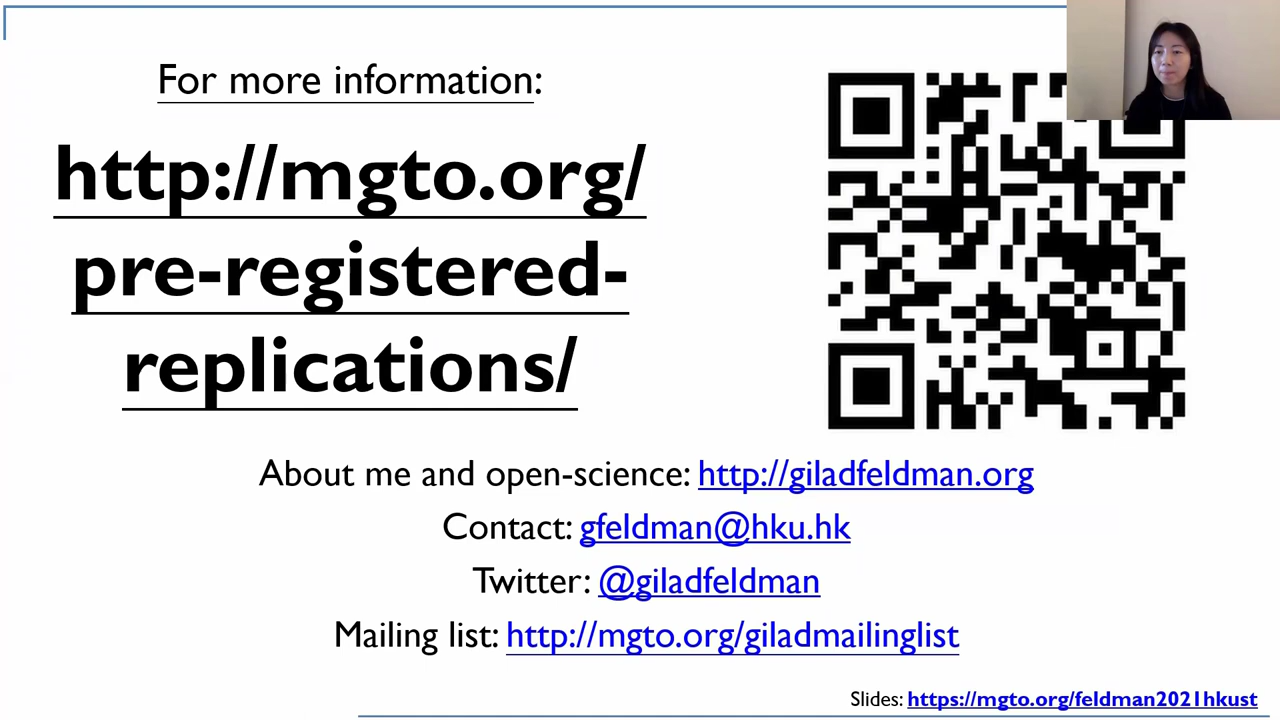 For more information:
http://mgto.org/
pre-registered-
replications/
About me and open-science: http://giladfeldman.org
Contact: gfeldman@hku.hk
Twitter: @giladfeldman
Mailing list: http://mgto.org/giladmailinglist
Slides: https://mgto.org/feldman2021hkust